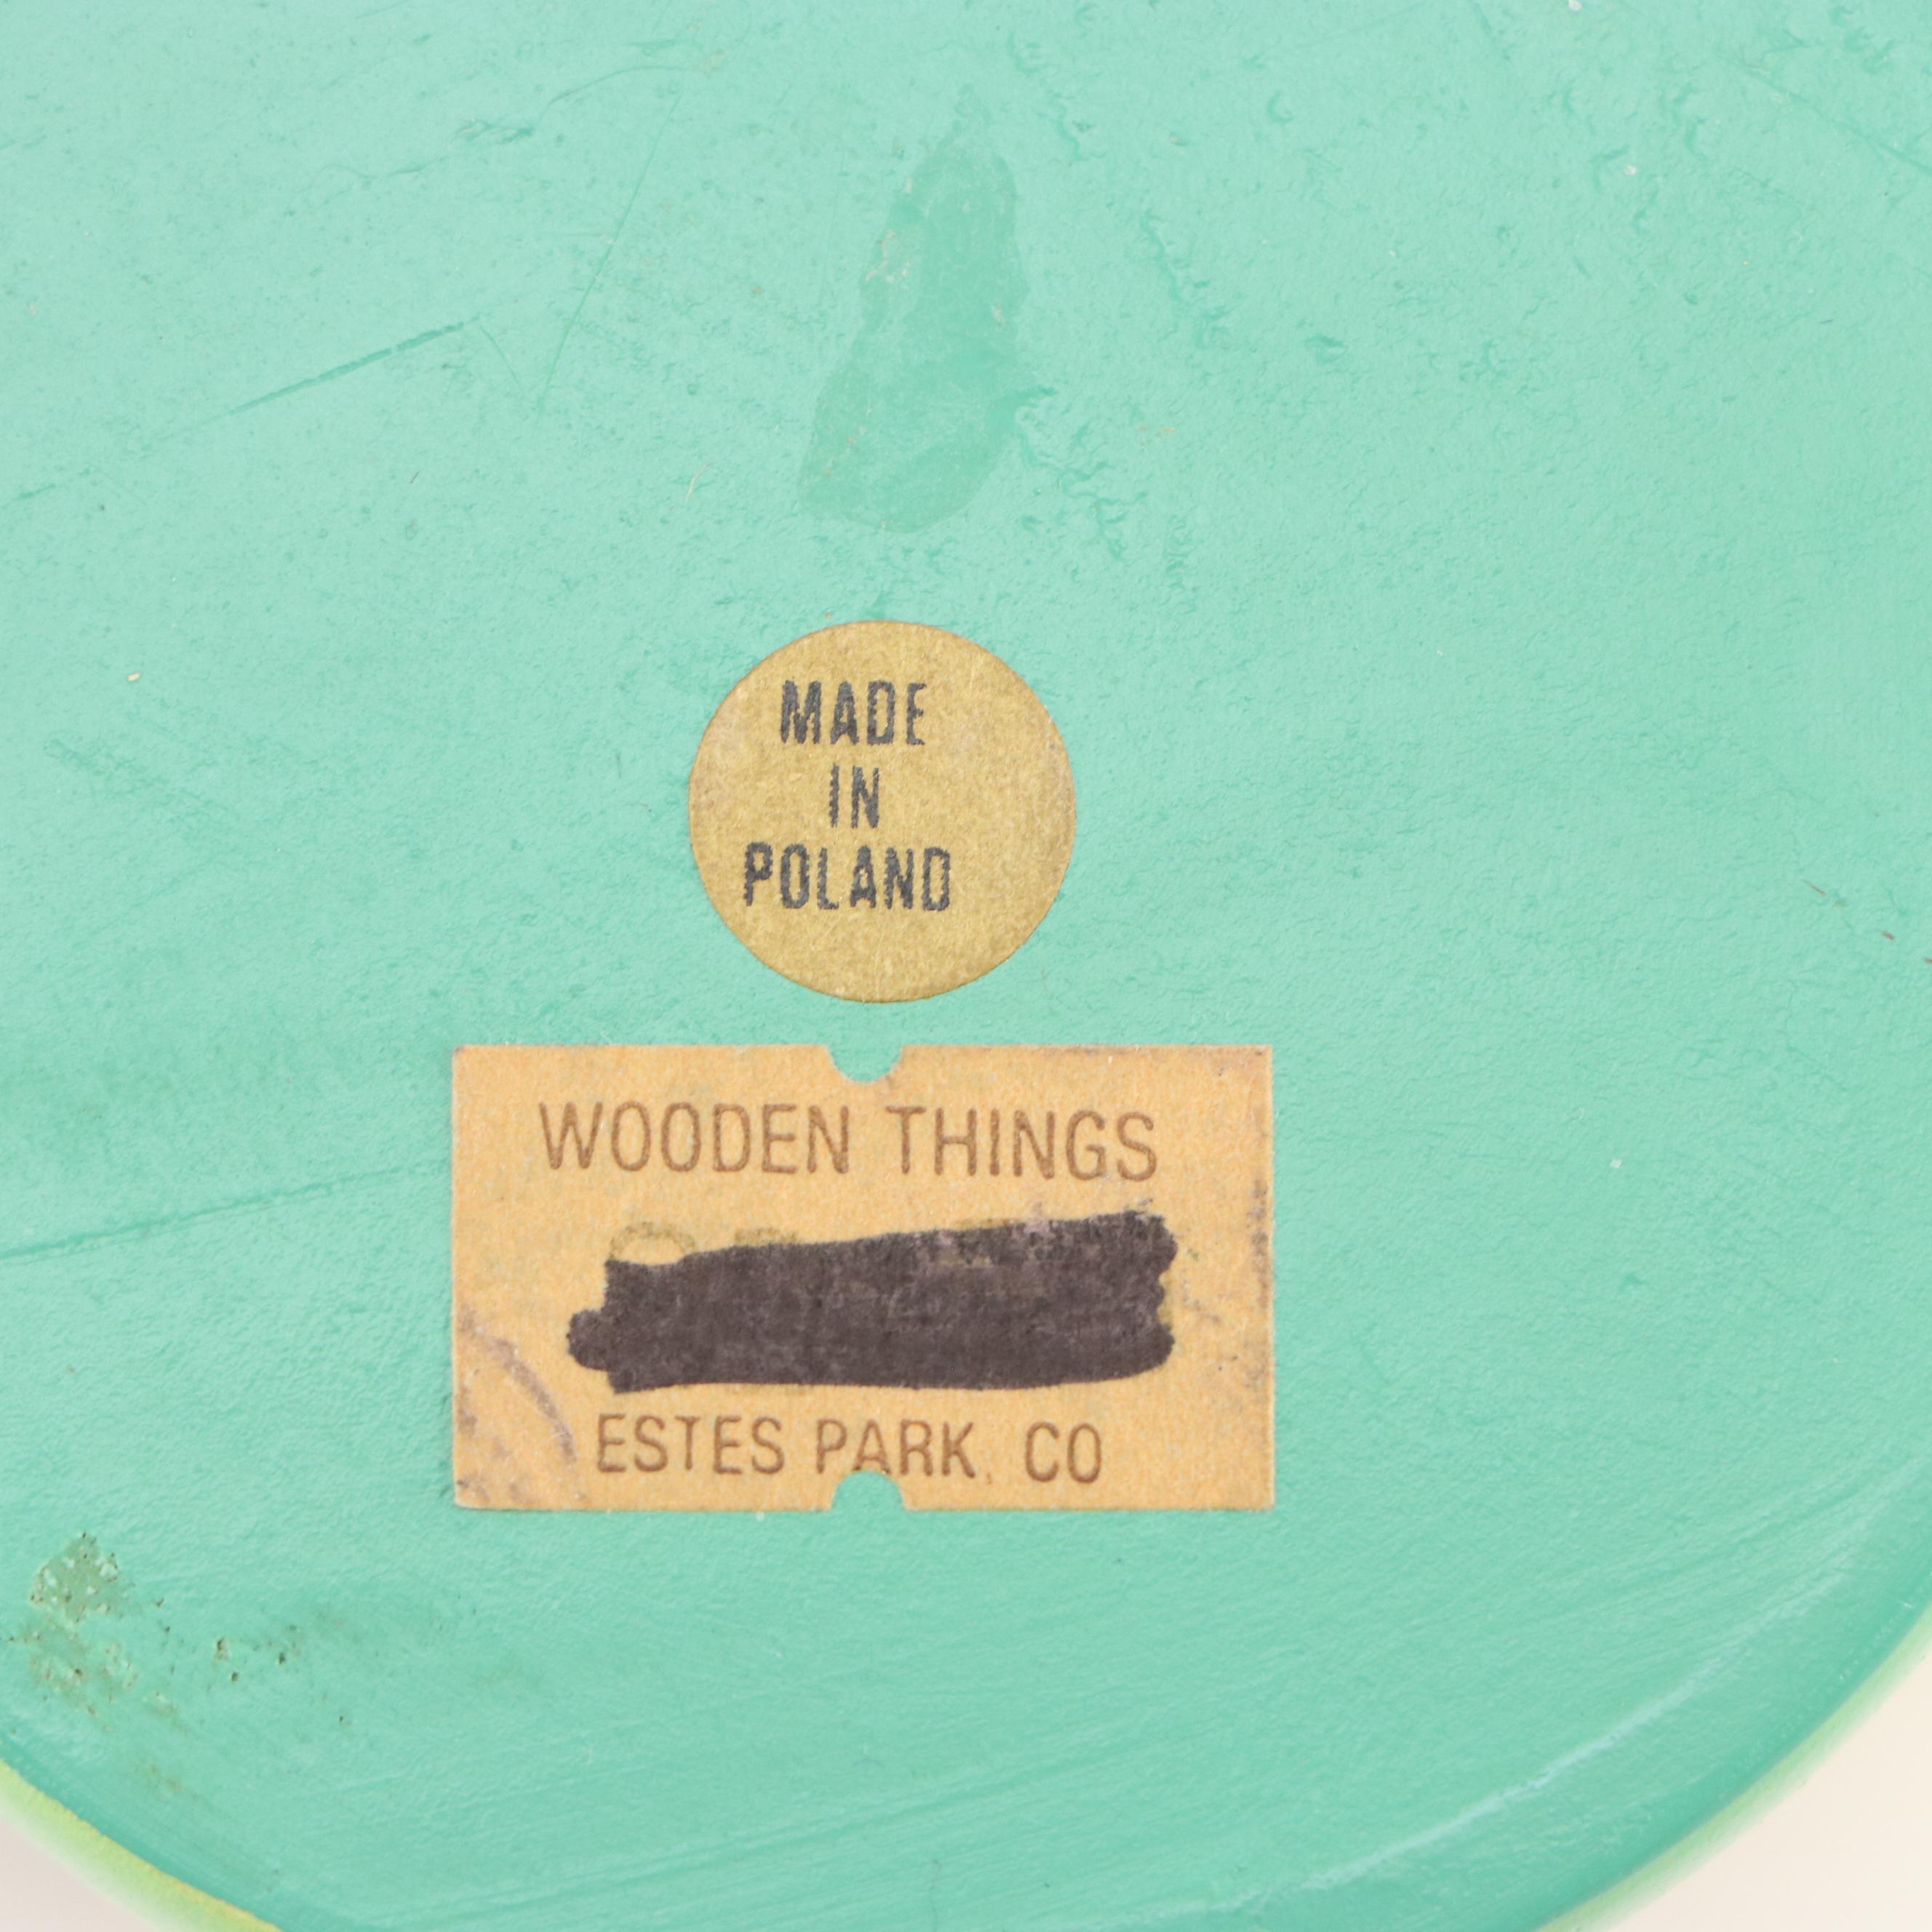 MADE
IN
POLAND
WOODEN THINGS
ESTES PARK, CO